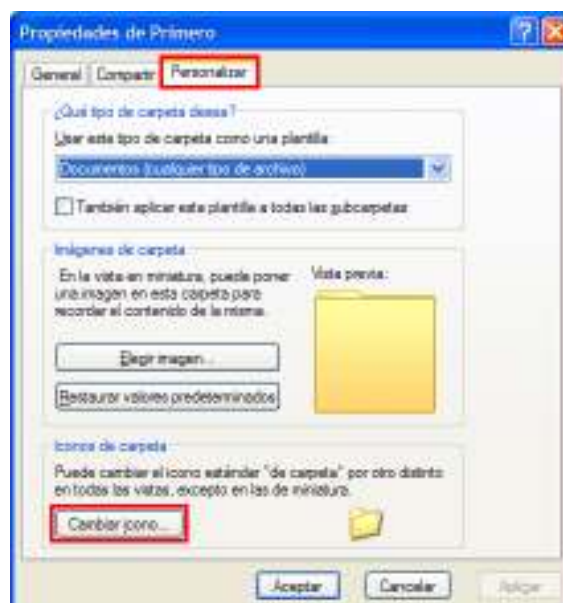 Propiedades de Primero
General Compartir Personalizar
¿Qué tipo de carpeta desea?
Usar este tipo de carpeta como una plantilla:
Documentos (cualquier tipo de archivo)
También aplicar esta plantilla a todas las subcarpetas
Imágenes de carpeta
En la vista en miniatura, puede poner
una imagen en esta carpeta para
recordar el contenido de la misma.
Vista previa:
Elegir imagen...
Restaurar valores predeterminados
Iconos de carpeta
Puede cambiar el icono estándar "de carpeta" por otro distinto
en todas las vistas, excepto en las de miniatura.
Cambiar icono...
Aceptar Cancelar Aplicar